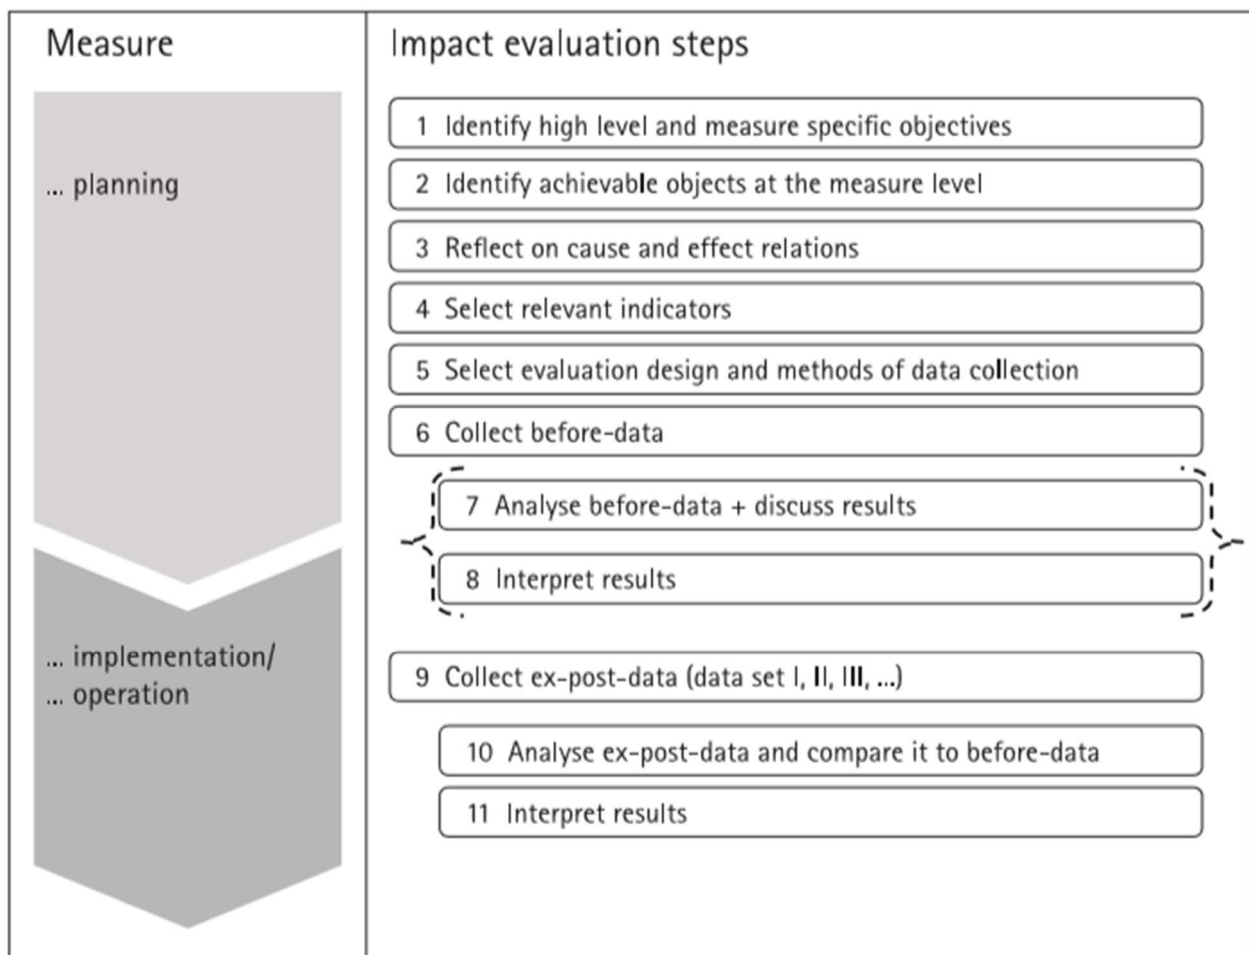 Measure
Impact evaluation steps
... planning
1 Identify high level and measure specific objectives
2 Identify achievable objects at the measure level
3 Reflect on cause and effect relations
4 Select relevant indicators
5 Select evaluation design and methods of data collection
6 Collect before-data
7 Analyse before-data + discuss results
8 Interpret results
... implementation/
... operation
9 Collect ex-post-data (data set I, II, III, ...)
10 Analyse ex-post-data and compare it to before-data
11 Interpret results